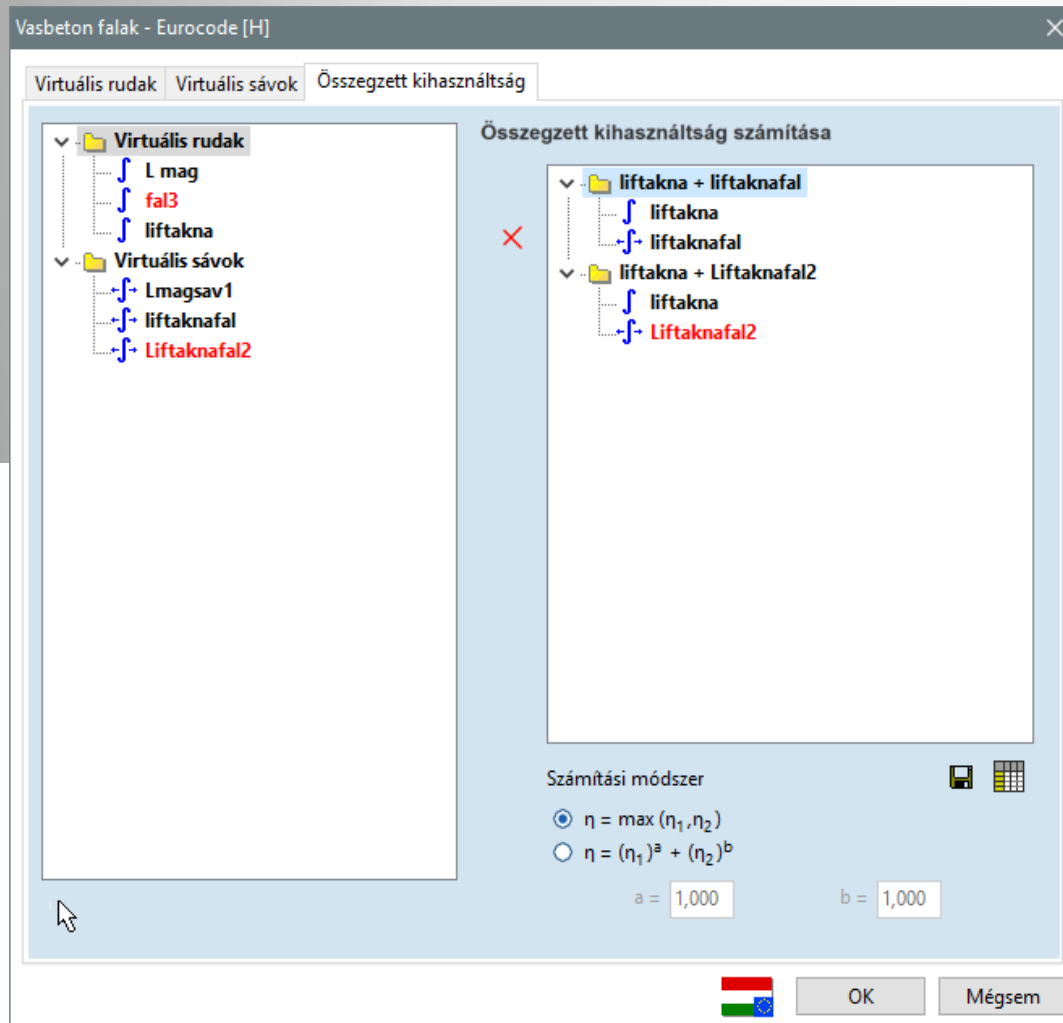 Vasbeton falak - Eurocode [H]
Virtuális rudak
Virtuális sávok
Összegzett kihasználtság
Virtuális rudak
L mag
fal3
liftakna
Virtuális sávok
Lmagsav1
liftaknafal
Liftaknafal2
Összegzett kihasználtság számítása
liftakna + liftaknafal
liftakna
liftaknafal
liftakna + Liftaknafal2
liftakna
Liftaknafal2
Számítási módszer
η = max (η₁,η₂)
η = (η₁)ᵃ + (η₂)ᵇ
a = 1,000
b = 1,000
OK
Mégsem